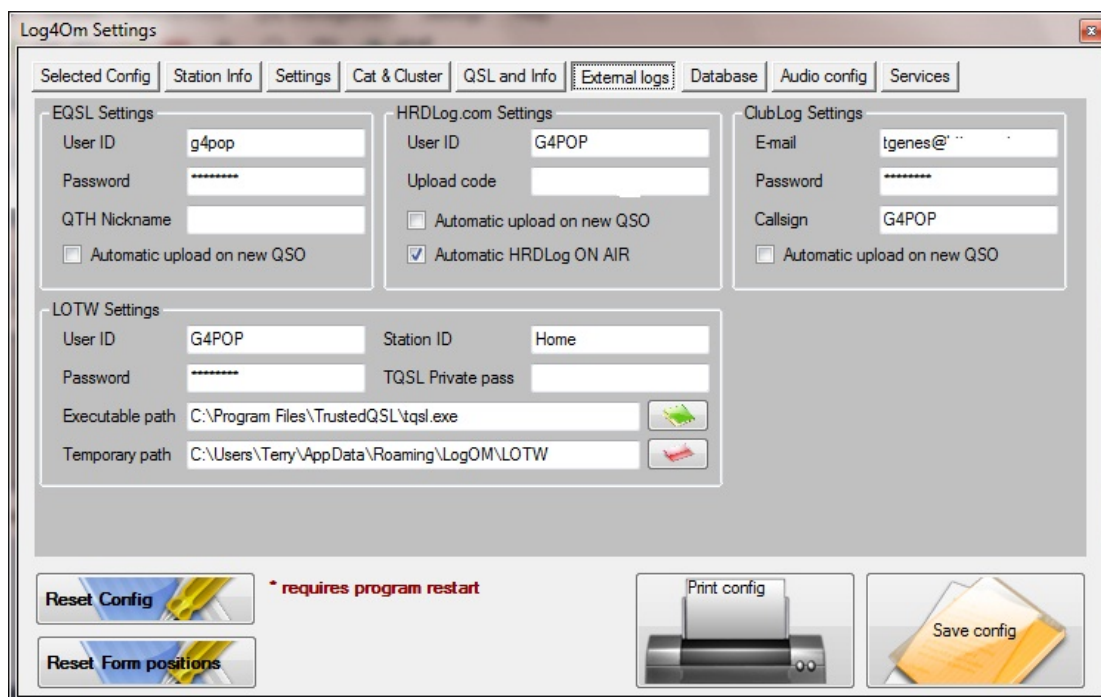 Log4Om Settings
Selected Config Station Info Settings Cat & Cluster QSL and Info External logs Database Audio config Services
EQSL Settings
User ID g4pop
Password ********
QTH Nickname
Automatic upload on new QSO
HRDLog.com Settings
User ID G4POP
Upload code
Automatic upload on new QSO
Automatic HRDLog ON AIR
ClubLog Settings
E-mail tgenes@
Password ********
Callsign G4POP
Automatic upload on new QSO
LOTW Settings
User ID G4POP Station ID Home
Password ******** TQSL Private pass
Executable path C:\Program Files\TrustedQSL\tqsl.exe
Temporary path C:\Users\Terry\AppData\Roaming\LogOM\LOTW
Reset Config
* requires program restart
Print config
Save config
Reset Form positions